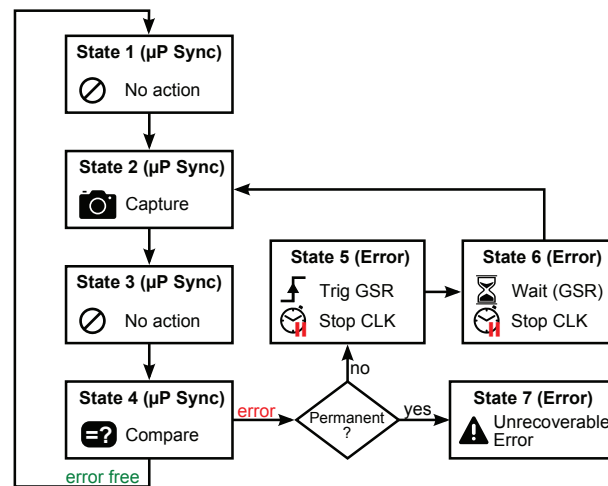 State 1 (µP Sync)
No action
State 2 (µP Sync)
Capture
State 3 (µP Sync)
No action
State 4 (µP Sync)
=?
Compare
error free
error
Permanent
?
no
yes
State 5 (Error)
Trig GSR
Stop CLK
State 6 (Error)
Wait (GSR)
Stop CLK
State 7 (Error)
Unrecoverable
Error